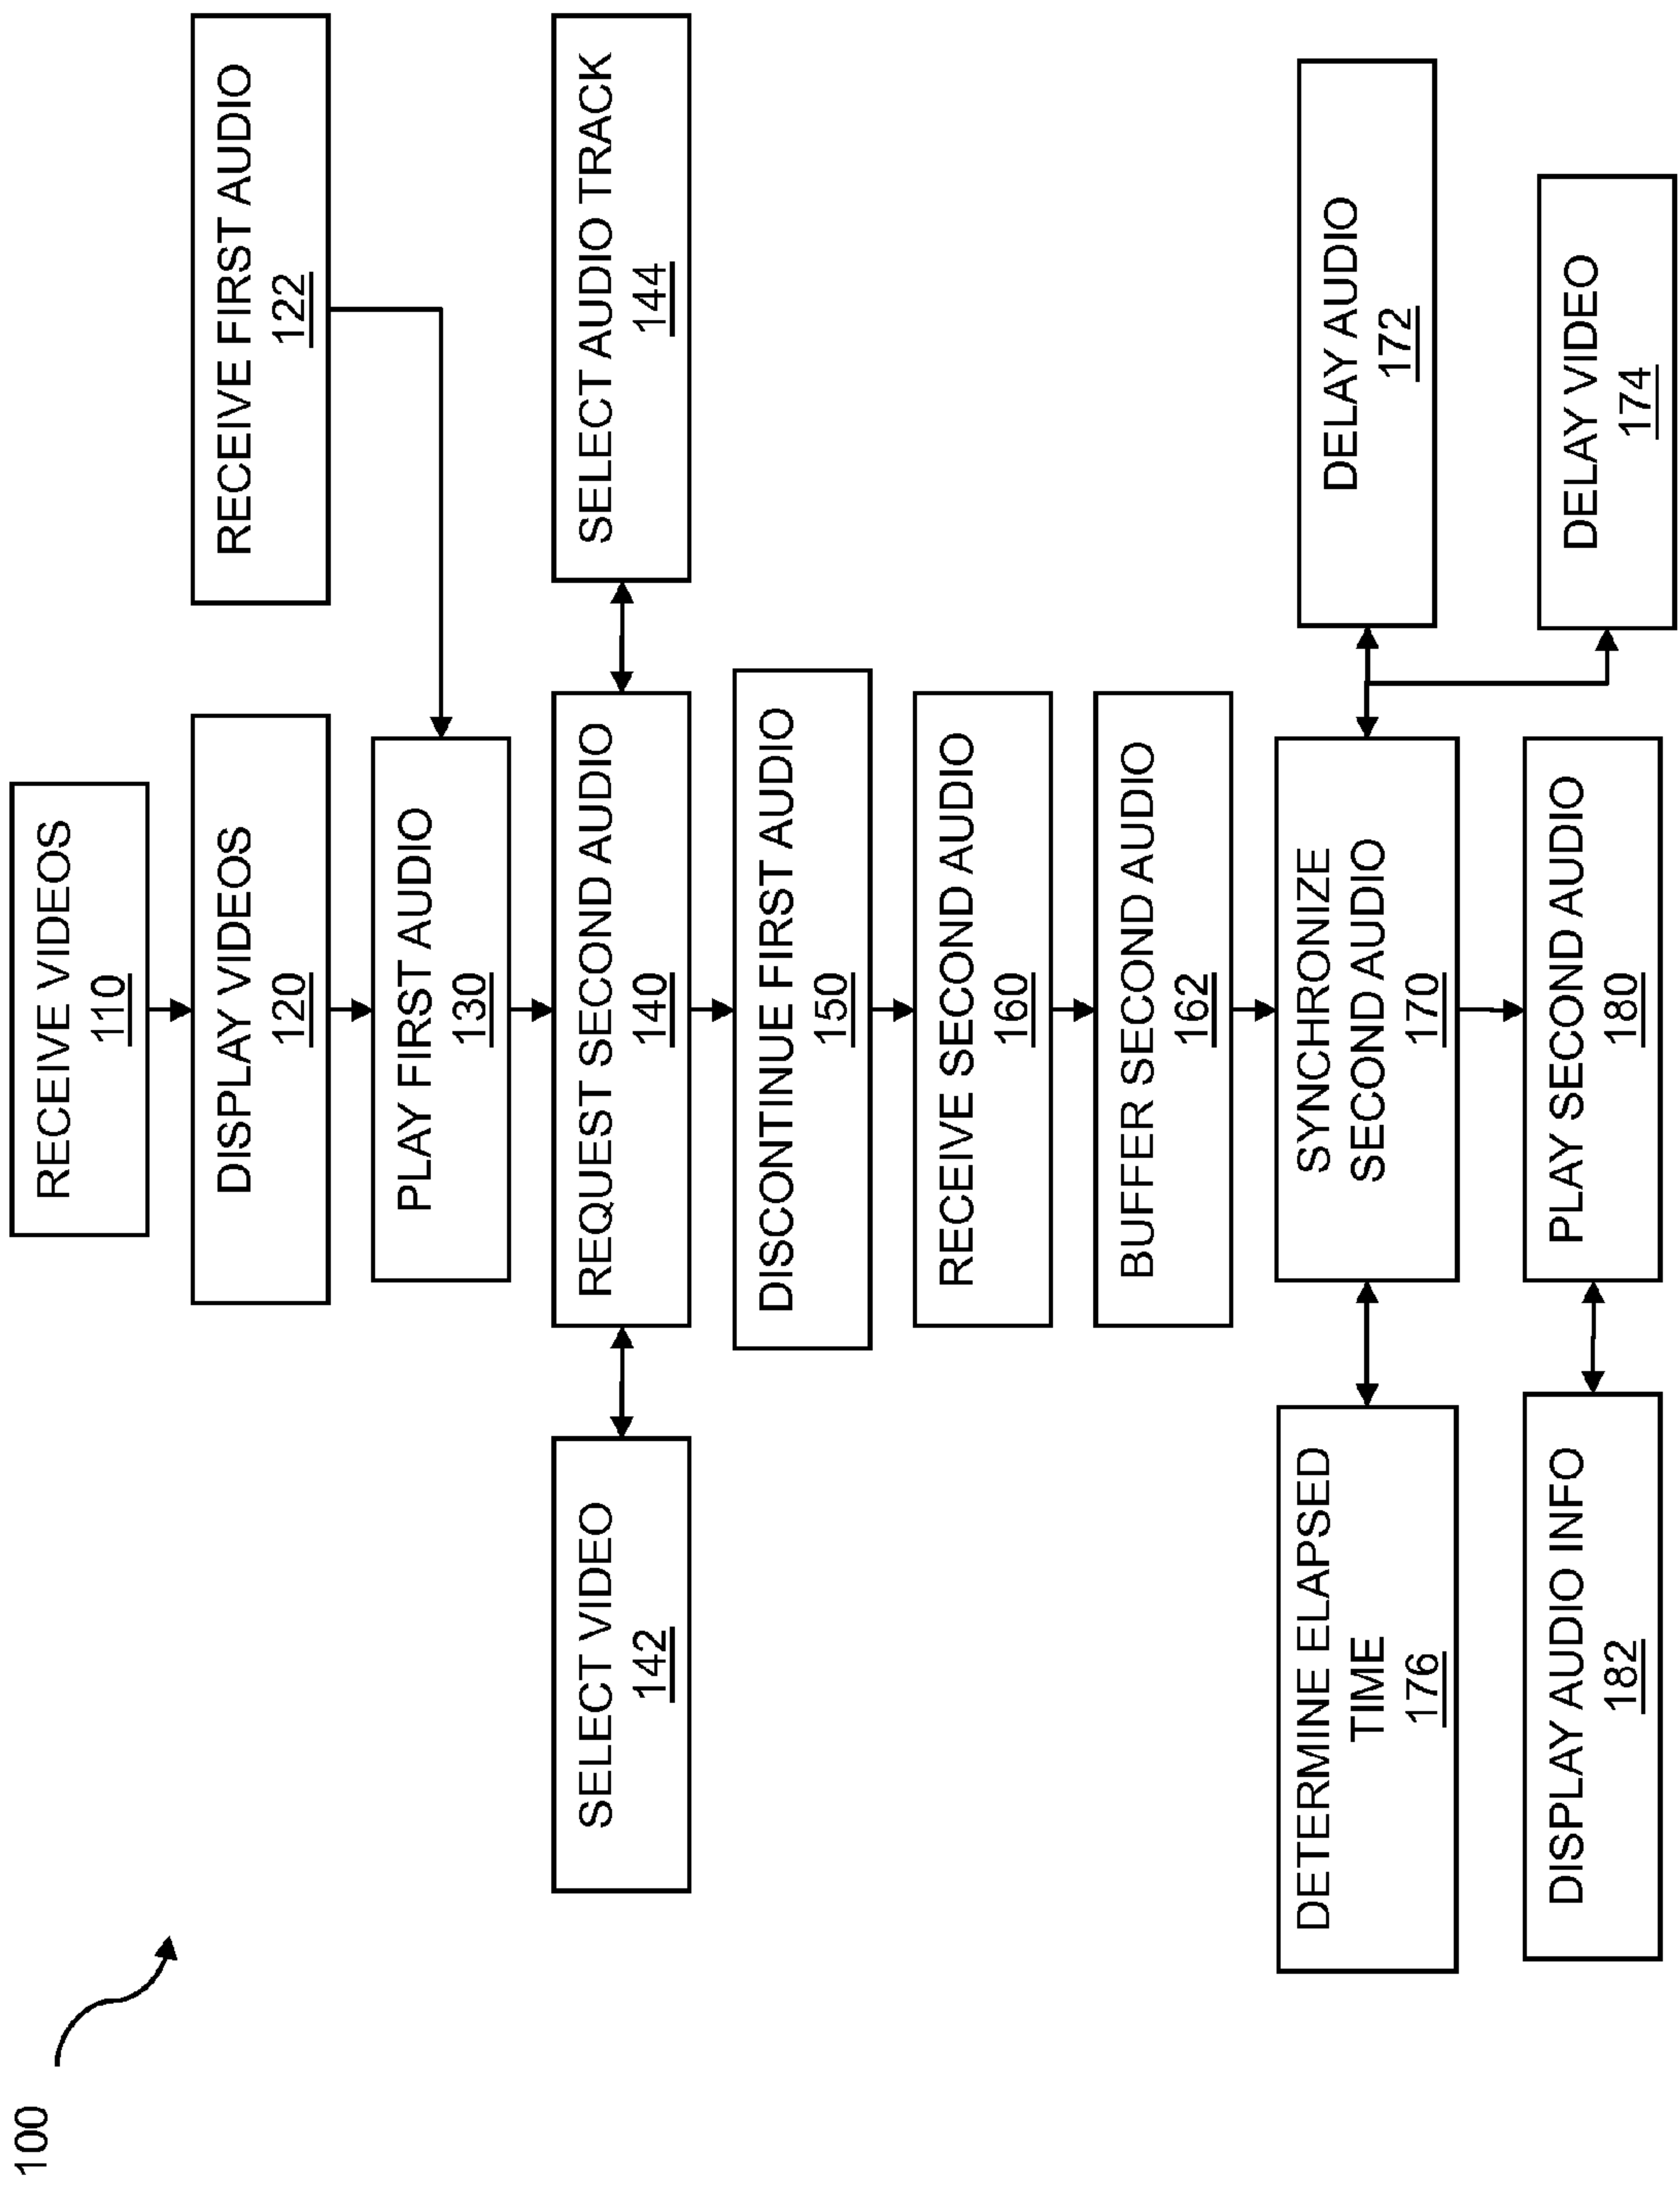 100
RECEIVE VIDEOS
110
DISPLAY VIDEOS
120
RECEIVE FIRST AUDIO
122
PLAY FIRST AUDIO
130
SELECT VIDEO
142
REQUEST SECOND AUDIO
140
SELECT AUDIO TRACK
144
DISCONTINUE FIRST AUDIO
150
RECEIVE SECOND AUDIO
160
BUFFER SECOND AUDIO
162
DETERMINE ELAPSED
TIME
176
SYNCHRONIZE
SECOND AUDIO
170
DELAY AUDIO
172
DISPLAY AUDIO INFO
182
PLAY SECOND AUDIO
180
DELAY VIDEO
174